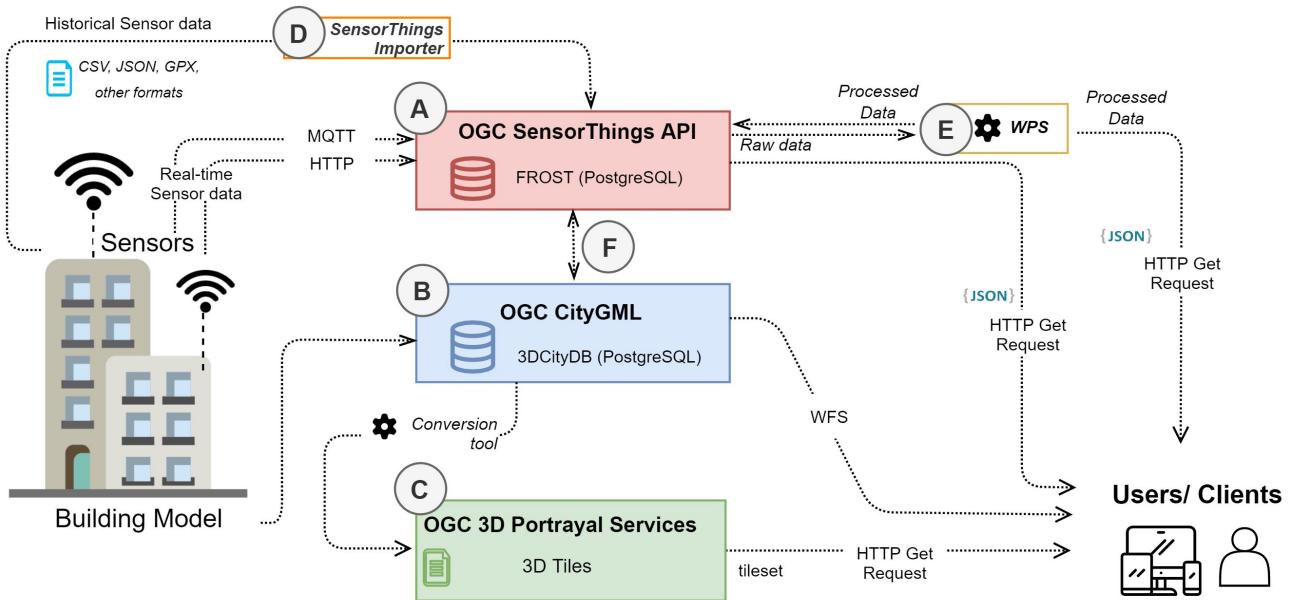 Historical Sensor data
D
SensorThings
Importer
CSV, JSON, GPX,
other formats
A
OGC SensorThings API
FROST (PostgreSQL)
MQTT
HTTP
Real-time
Sensor data
Sensors
Processed
Data
Raw data
E
WPS
Processed
Data
F
{JSON}
HTTP Get
Request
{JSON}
HTTP Get
Request
B
OGC CityGML
3DCityDB (PostgreSQL)
Conversion
tool
WFS
C
OGC 3D Portrayal Services
3D Tiles
tileset
HTTP Get
Request
Building Model
Users/ Clients